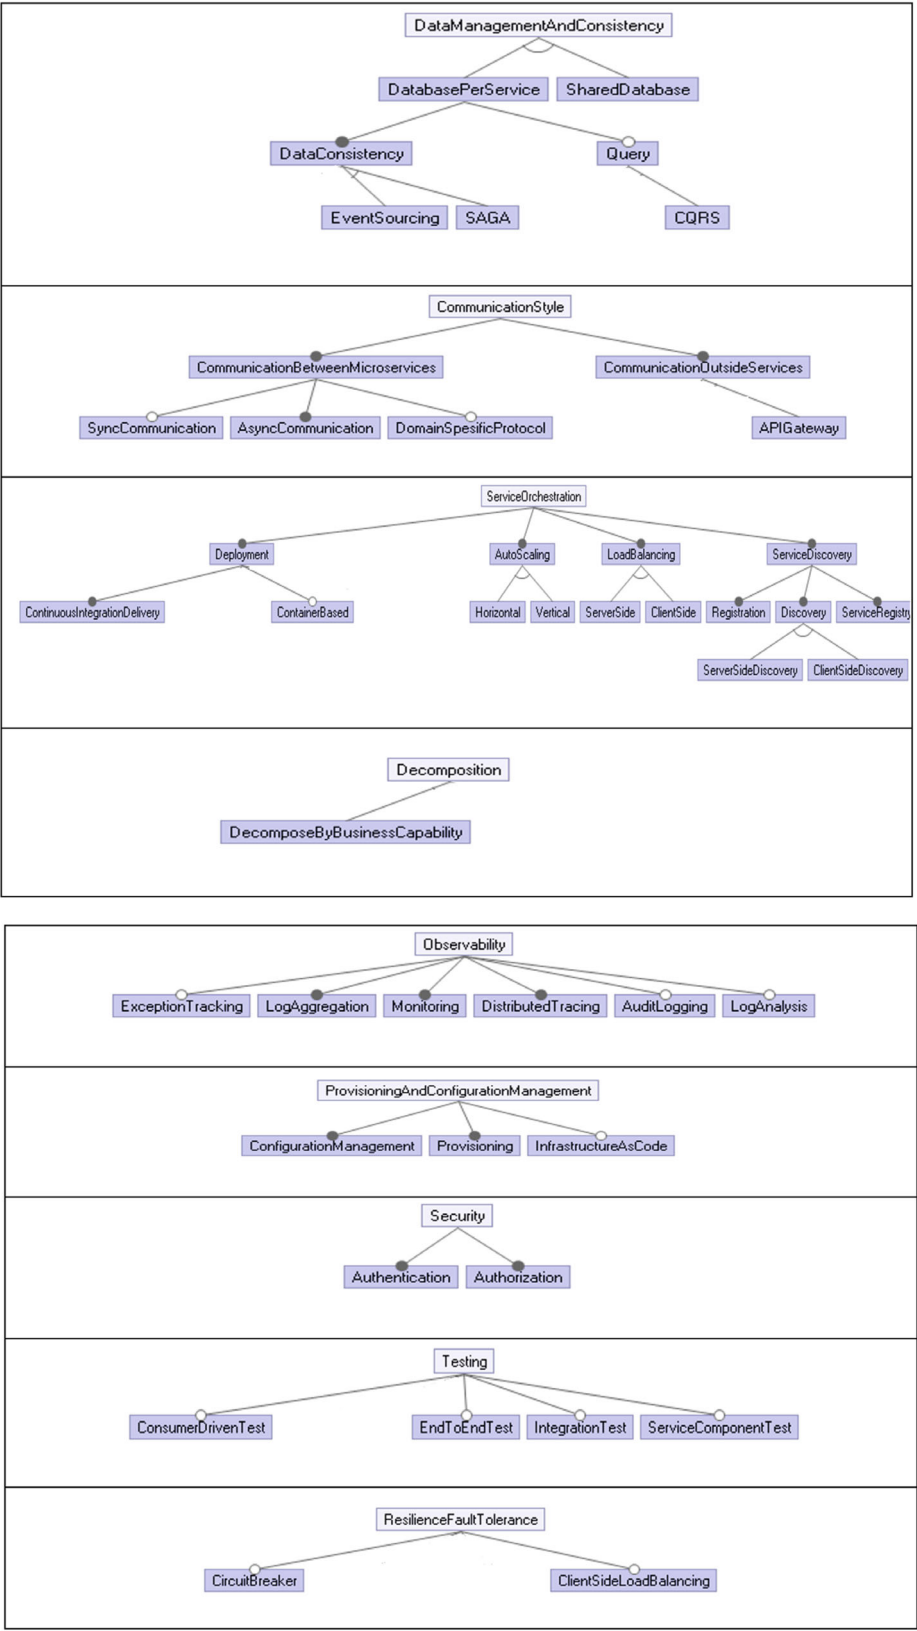 DataManagementAndConsistency
DatabasePerService SharedDatabase
DataConsistency Query
EventSourcing SAGA CQRS
CommunicationStyle
CommunicationBetweenMicroservices CommunicationOutsideServices
SyncCommunication AsyncCommunication DomainSpesificProtocol APIGateway
ServiceOrchestration
Deployment AutoScaling LoadBalancing ServiceDiscovery
ContinuousIntegrationDelivery ContainerBased Horizontal Vertical ServerSide ClientSide Registration Discovery ServiceRegistry
ServerSideDiscovery ClientSideDiscovery
Decomposition
DecomposeByBusinessCapability
Observability
ExceptionTracking LogAggregation Monitoring DistributedTracing AuditLogging LogAnalysis
ProvisioningAndConfigurationManagement
ConfigurationManagement Provisioning InfrastructureAsCode
Security
Authentication Authorization
Testing
ConsumerDrivenTest EndToEndTest IntegrationTest ServiceComponentTest
ResilienceFaultTolerance
CircuitBreaker ClientSideLoadBalancing